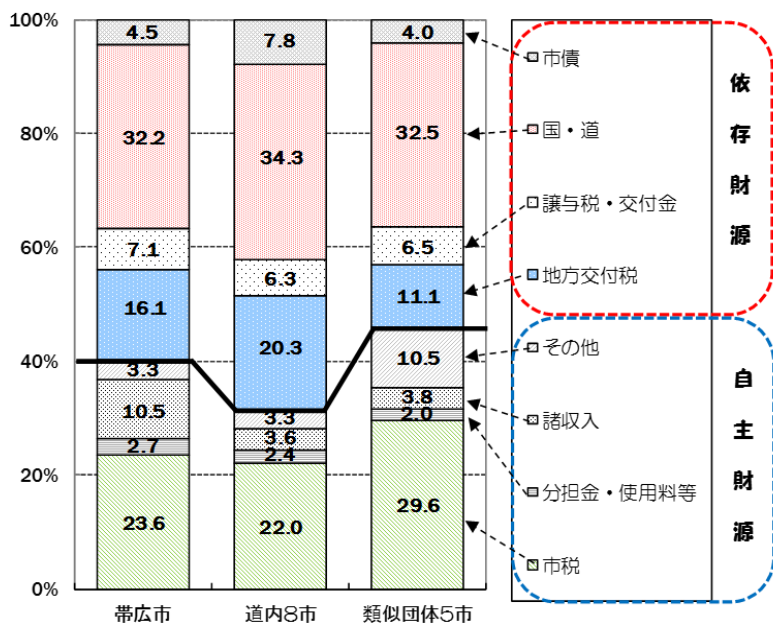 100%
80%
60%
40%
20%
0%
4.5
32.2
7.1
16.1
3.3
10.5
2.7
23.6
帯広市
7.8
34.3
6.3
20.3
3.3
3.6
2.4
22.0
道内8市
4.0
32.5
6.5
11.1
10.5
3.8
2.0
29.6
類似団体5市
市債
国・道
譲与税・交付金
地方交付税
その他
諸収入
分担金・使用料等
市税
依存財源
自主財源